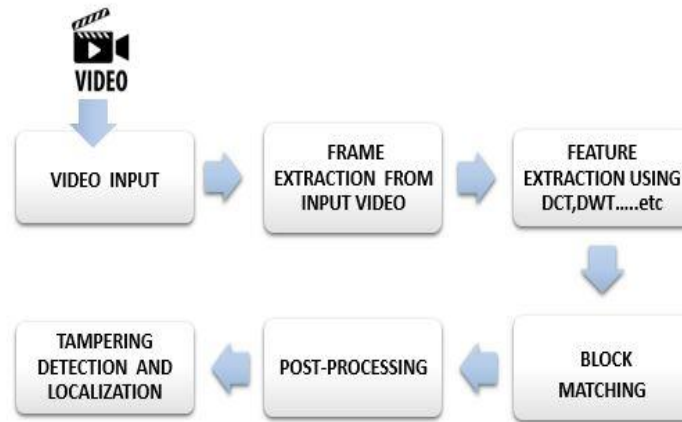 VIDEO
VIDEO INPUT
FRAME
EXTRACTION FROM
INPUT VIDEO
FEATURE
EXTRACTION USING
DCT,DWT.....etc
BLOCK
MATCHING
POST-PROCESSING
TAMPERING
DETECTION AND
LOCALIZATION